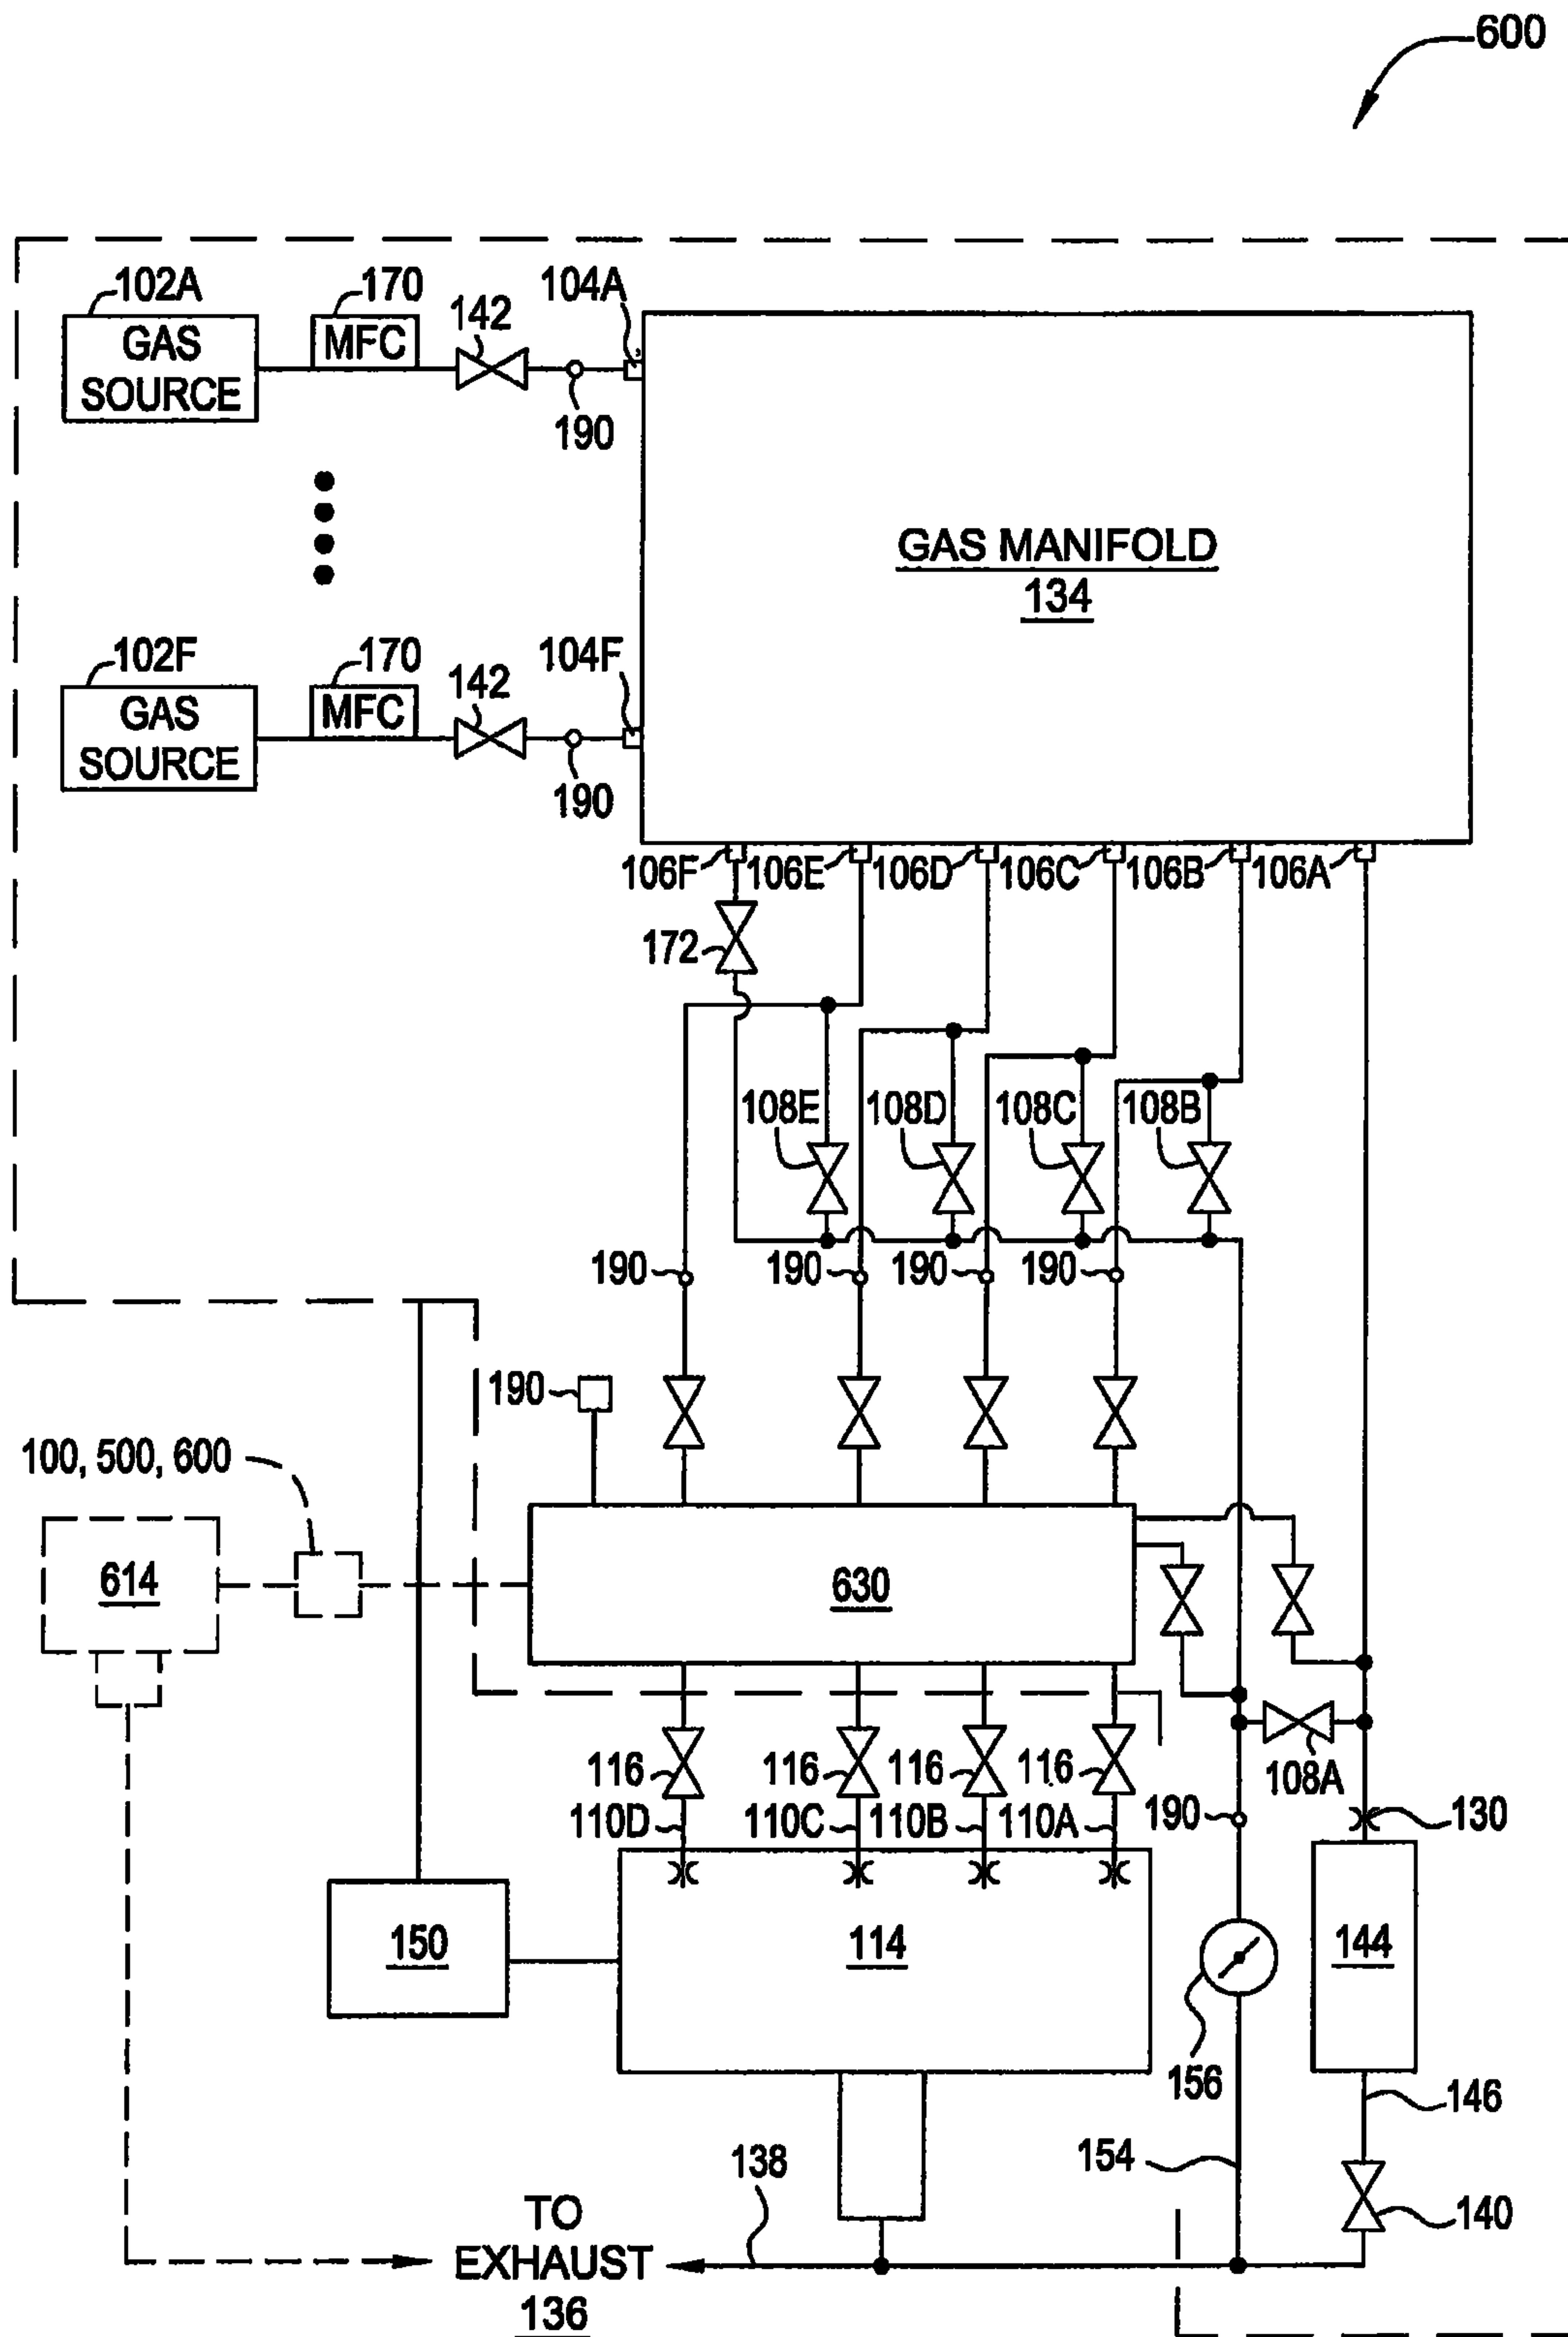 600
102A
170
142
104A
GAS
SOURCE
MFC
190
GAS MANIFOLD
134
102F
170
142
104F
GAS
SOURCE
MFC
190
106F
106E
106D
106C
106B
106A
172
108E
108D
108C
108B
190
190
190
190
190
100, 500, 600
614
630
116
116
116
116
108A
110D
110C
110B
110A
190
130
150
114
144
156
146
138
154
140
TO
EXHAUST
136